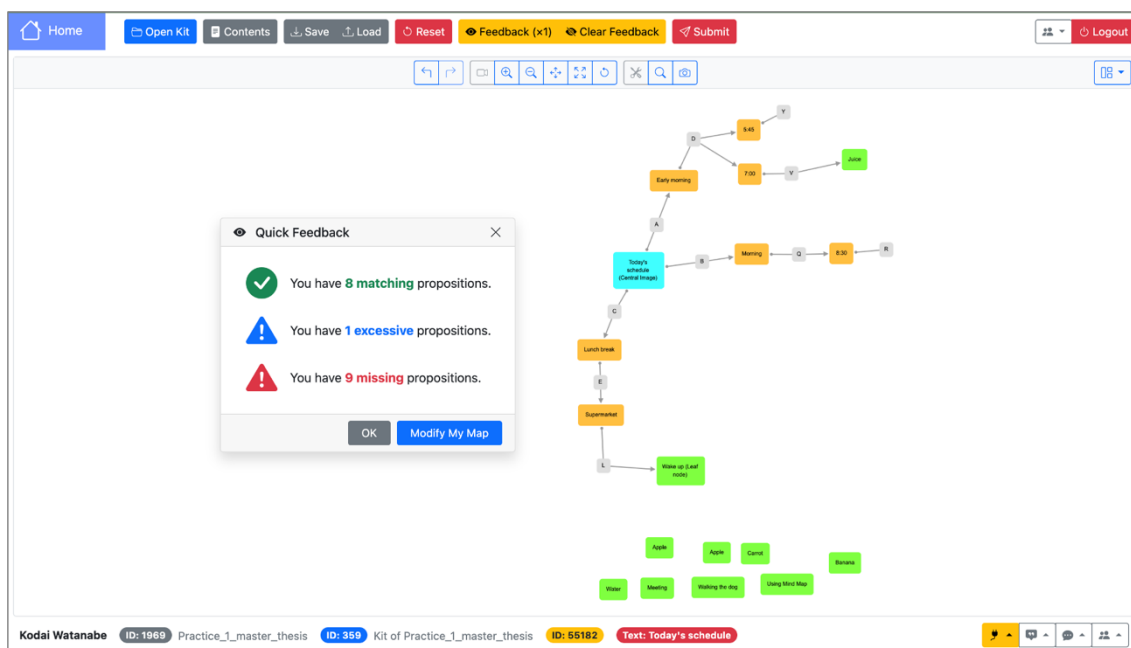 Home
Open Kit
Contents
Save
Load
Reset
Feedback (×1)
Clear Feedback
Submit
Logout
Y
5:45
D
Juice
7:00
V
Early morning
A
R
Morning
Q
8:30
B
Today's
schedule
(Central Image)
C
Lunch break
E
Supermarket
L
Wake up (Leaf
node)
Quick Feedback
You have 8 matching propositions.
You have 1 excessive propositions.
You have 9 missing propositions.
OK
Modify My Map
Apple
Apple
Carrot
Banana
Water
Meeting
Walking the dog
Using Mind Map
Kodai Watanabe
ID: 1969
Practice_1_master_thesis
ID: 359
Kit of Practice_1_master_thesis
ID: 55182
Text: Today's schedule